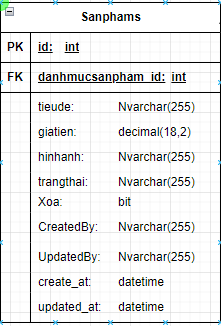 Sanphams
PK id: int
FK danhmucsanpham_id: int
tieude: Nvarchar(255)
giatien: decimal(18,2)
hinhanh: Nvarchar(255)
trangthai: Nvarchar(255)
Xoa: bit
CreatedBy: Nvarchar(255)
UpdatedBy: Nvarchar(255)
create_at: datetime
updated_at: datetime